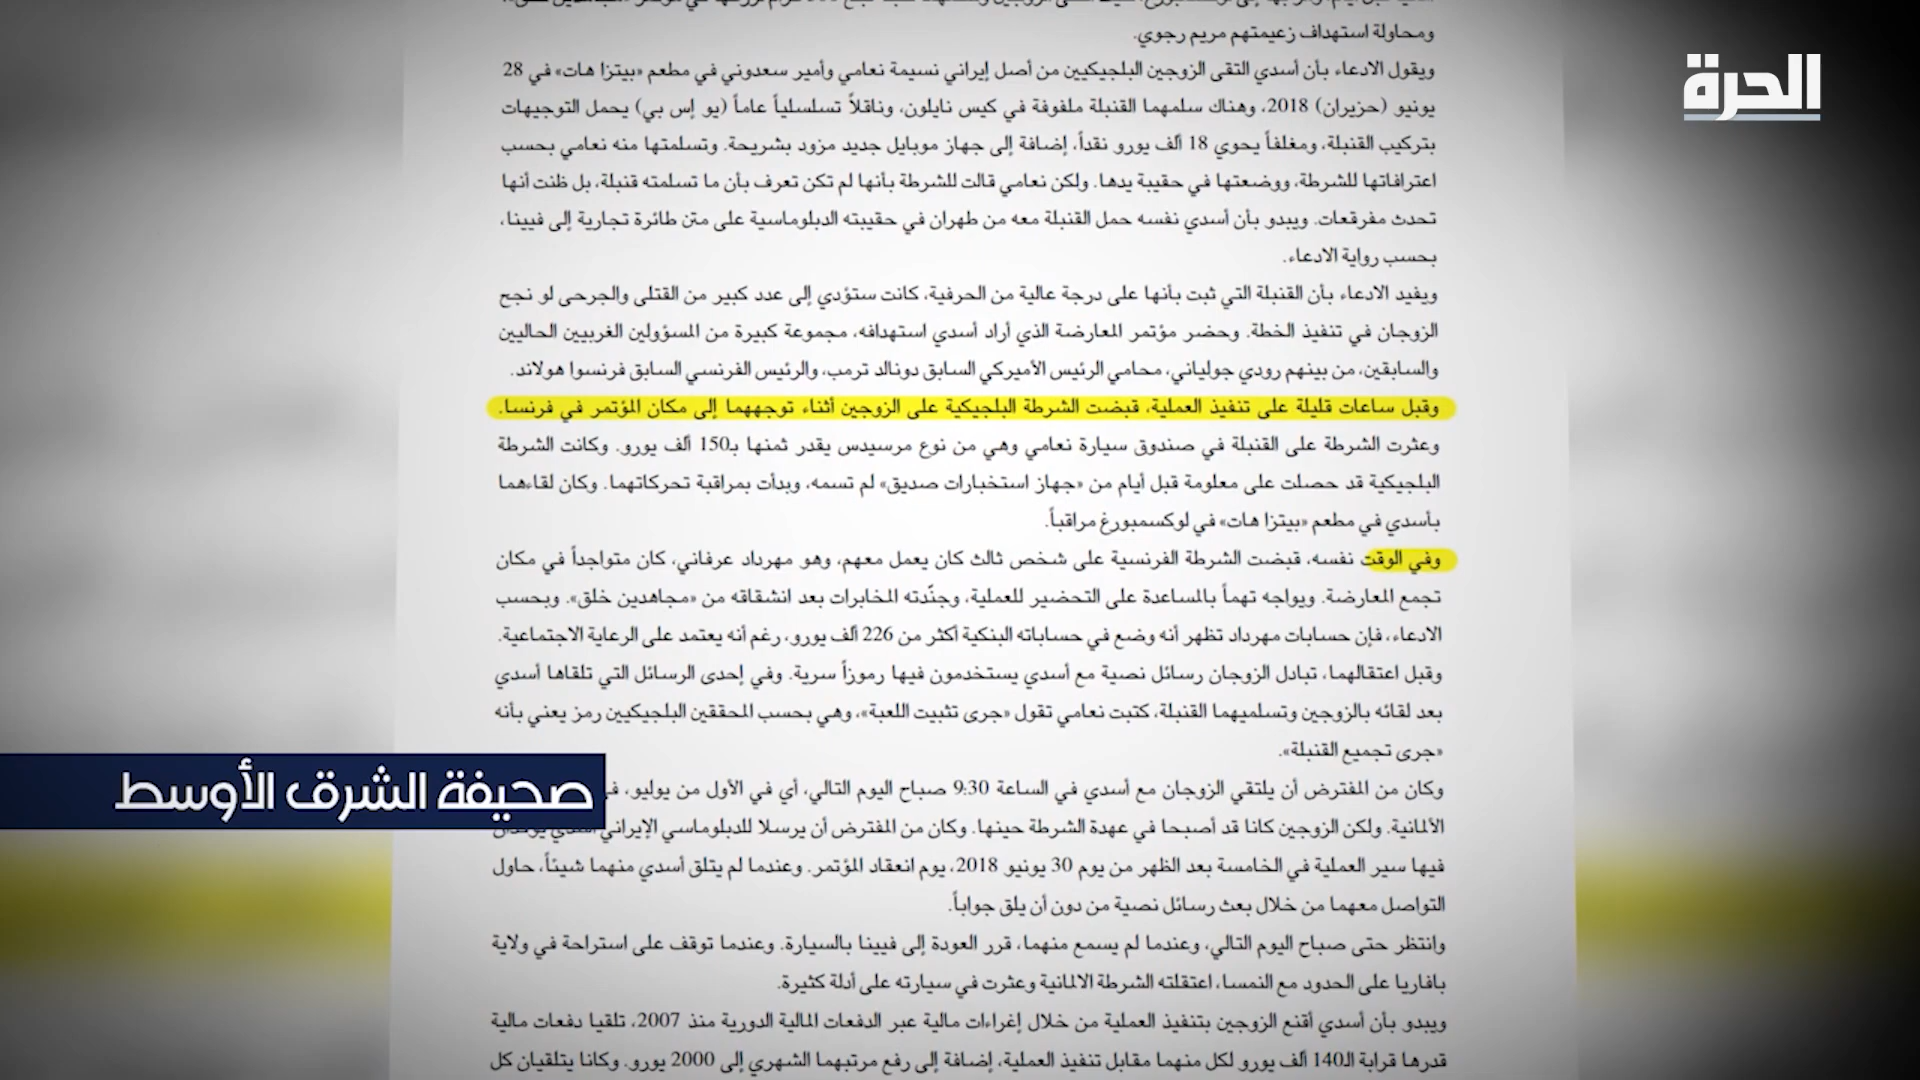 ومحاولة استهداف زعيمتهم مريم رجوي.
ويقول الادعاء بأن أسدي التقى الزوجين البلجيكيين من أصل إيراني نسيمة نعامي وأمير سعدوني في مطعم «بيتزا هات» في 28
يونيو (حزيران) 2018، وهناك سلمهما القنبلة ملفوفة في كيس نايلون، وناقلاً تسلسلياً عاماً (يو إس بي) يحمل التوجيهات
بتركيب القنبلة، ومغلفاً يحوي 18 ألف يورو نقداً، إضافة إلى جهاز موبايل جديد مزود بشريحة. وتسلمتها منه نعامي بحسب
اعترافاتها للشرطة، ووضعتها في حقيبة يدها. ولكن نعامي قالت للشرطة بأنها لم تكن تعرف بأن ما تسلمته قنبلة، بل ظنت أنها
تحدث مفرقعات. ويبدو بأن أسدي نفسه حمل القنبلة معه من طهران في حقيبته الدبلوماسية على متن طائرة تجارية إلى فيينا،
بحسب رواية الادعاء.
ويفيد الادعاء بأن القنبلة التي ثبت بأنها على درجة عالية من الحرفية، كانت ستؤدي إلى عدد كبير من القتلى والجرحى لو نجح
الزوجان في تنفيذ الخطة. وحضر مؤتمر المعارضة الذي أراد أسدي استهدافه، مجموعة كبيرة من المسؤولين الغربيين الحاليين
والسابقين، من بينهم رودي جولياني، محامي الرئيس الأميركي السابق دونالد ترمب، والرئيس الفرنسي السابق فرنسوا هولاند.
وقبل ساعات قليلة على تنفيذ العملية، قبضت الشرطة البلجيكية على الزوجين أثناء توجههما إلى مكان المؤتمر في فرنسا.
وعثرت الشرطة على القنبلة في صندوق سيارة نعامي وهي من نوع مرسيدس يقدر ثمنها بـ150 ألف يورو. وكانت الشرطة
البلجيكية قد حصلت على معلومة قبل أيام من «جهاز استخبارات صديق» لم تسمه، وبدأت بمراقبة تحركاتهما. وكان لقاءهما
بأسدي في مطعم «بيتزا هات» في لوكسمبورغ مراقباً.
وفي الوقت نفسه، قبضت الشرطة الفرنسية على شخص ثالث كان يعمل معهم، وهو مهرداد عرفاني، كان متواجداً في مكان
تجمع المعارضة. ويواجه تهماً بالمساعدة على التحضير للعملية، وجنّدته المخابرات بعد انشقاقه من «مجاهدين خلق». وبحسب
الادعاء، فإن حسابات مهرداد تظهر أنه وضع في حساباته البنكية أكثر من 226 ألف يورو، رغم أنه يعتمد على الرعاية الاجتماعية.
وقبل اعتقالهما، تبادل الزوجان رسائل نصية مع أسدي يستخدمون فيها رموزاً سرية. وفي إحدى الرسائل التي تلقاها أسدي
بعد لقائه بالزوجين وتسلميهما القنبلة، كتبت نعامي تقول «جرى تثبيت اللعبة»، وهي بحسب المحققين البلجيكيين رمز يعني بأنه
«جرى تجميع القنبلة».
وكان من المفترض أن يلتقي الزوجان مع أسدي في الساعة 9:30 صباح اليوم التالي، أي في الأول من يوليو،
الألمانية. ولكن الزوجين كانا قد أصبحا في عهدة الشرطة حينها. وكان من المفترض أن يرسلا للدبلوماسي الإيراني
فيها سير العملية في الخامسة بعد الظهر من يوم 30 يونيو 2018، يوم انعقاد المؤتمر. وعندما لم يتلق أسدي منهما شيئاً، حاول
التواصل معهما من خلال بعث رسائل نصية من دون أن يلق جواباً.
وانتظر حتى صباح اليوم التالي، وعندما لم يسمع منهما، قرر العودة إلى فيينا بالسيارة. وعندما توقف على استراحة في ولاية
بافاريا على الحدود مع النمسا، اعتقلته الشرطة الالمانية وعثرت في سيارته على أدلة كثيرة.
ويبدو بأن أسدي أقنع الزوجين بتنفيذ العملية من خلال إغراءات مالية عبر الدفعات المالية الدورية منذ 2007، تلقيا دفعات مالية
قدرها قرابة الـ140 ألف يورو لكل منهما مقابل تنفيذ العملية، إضافة إلى رفع مرتبهما الشهري إلى 2000 يورو. وكانا يتلقيان كل
الحرة
صحيفة الشرق الأوسط